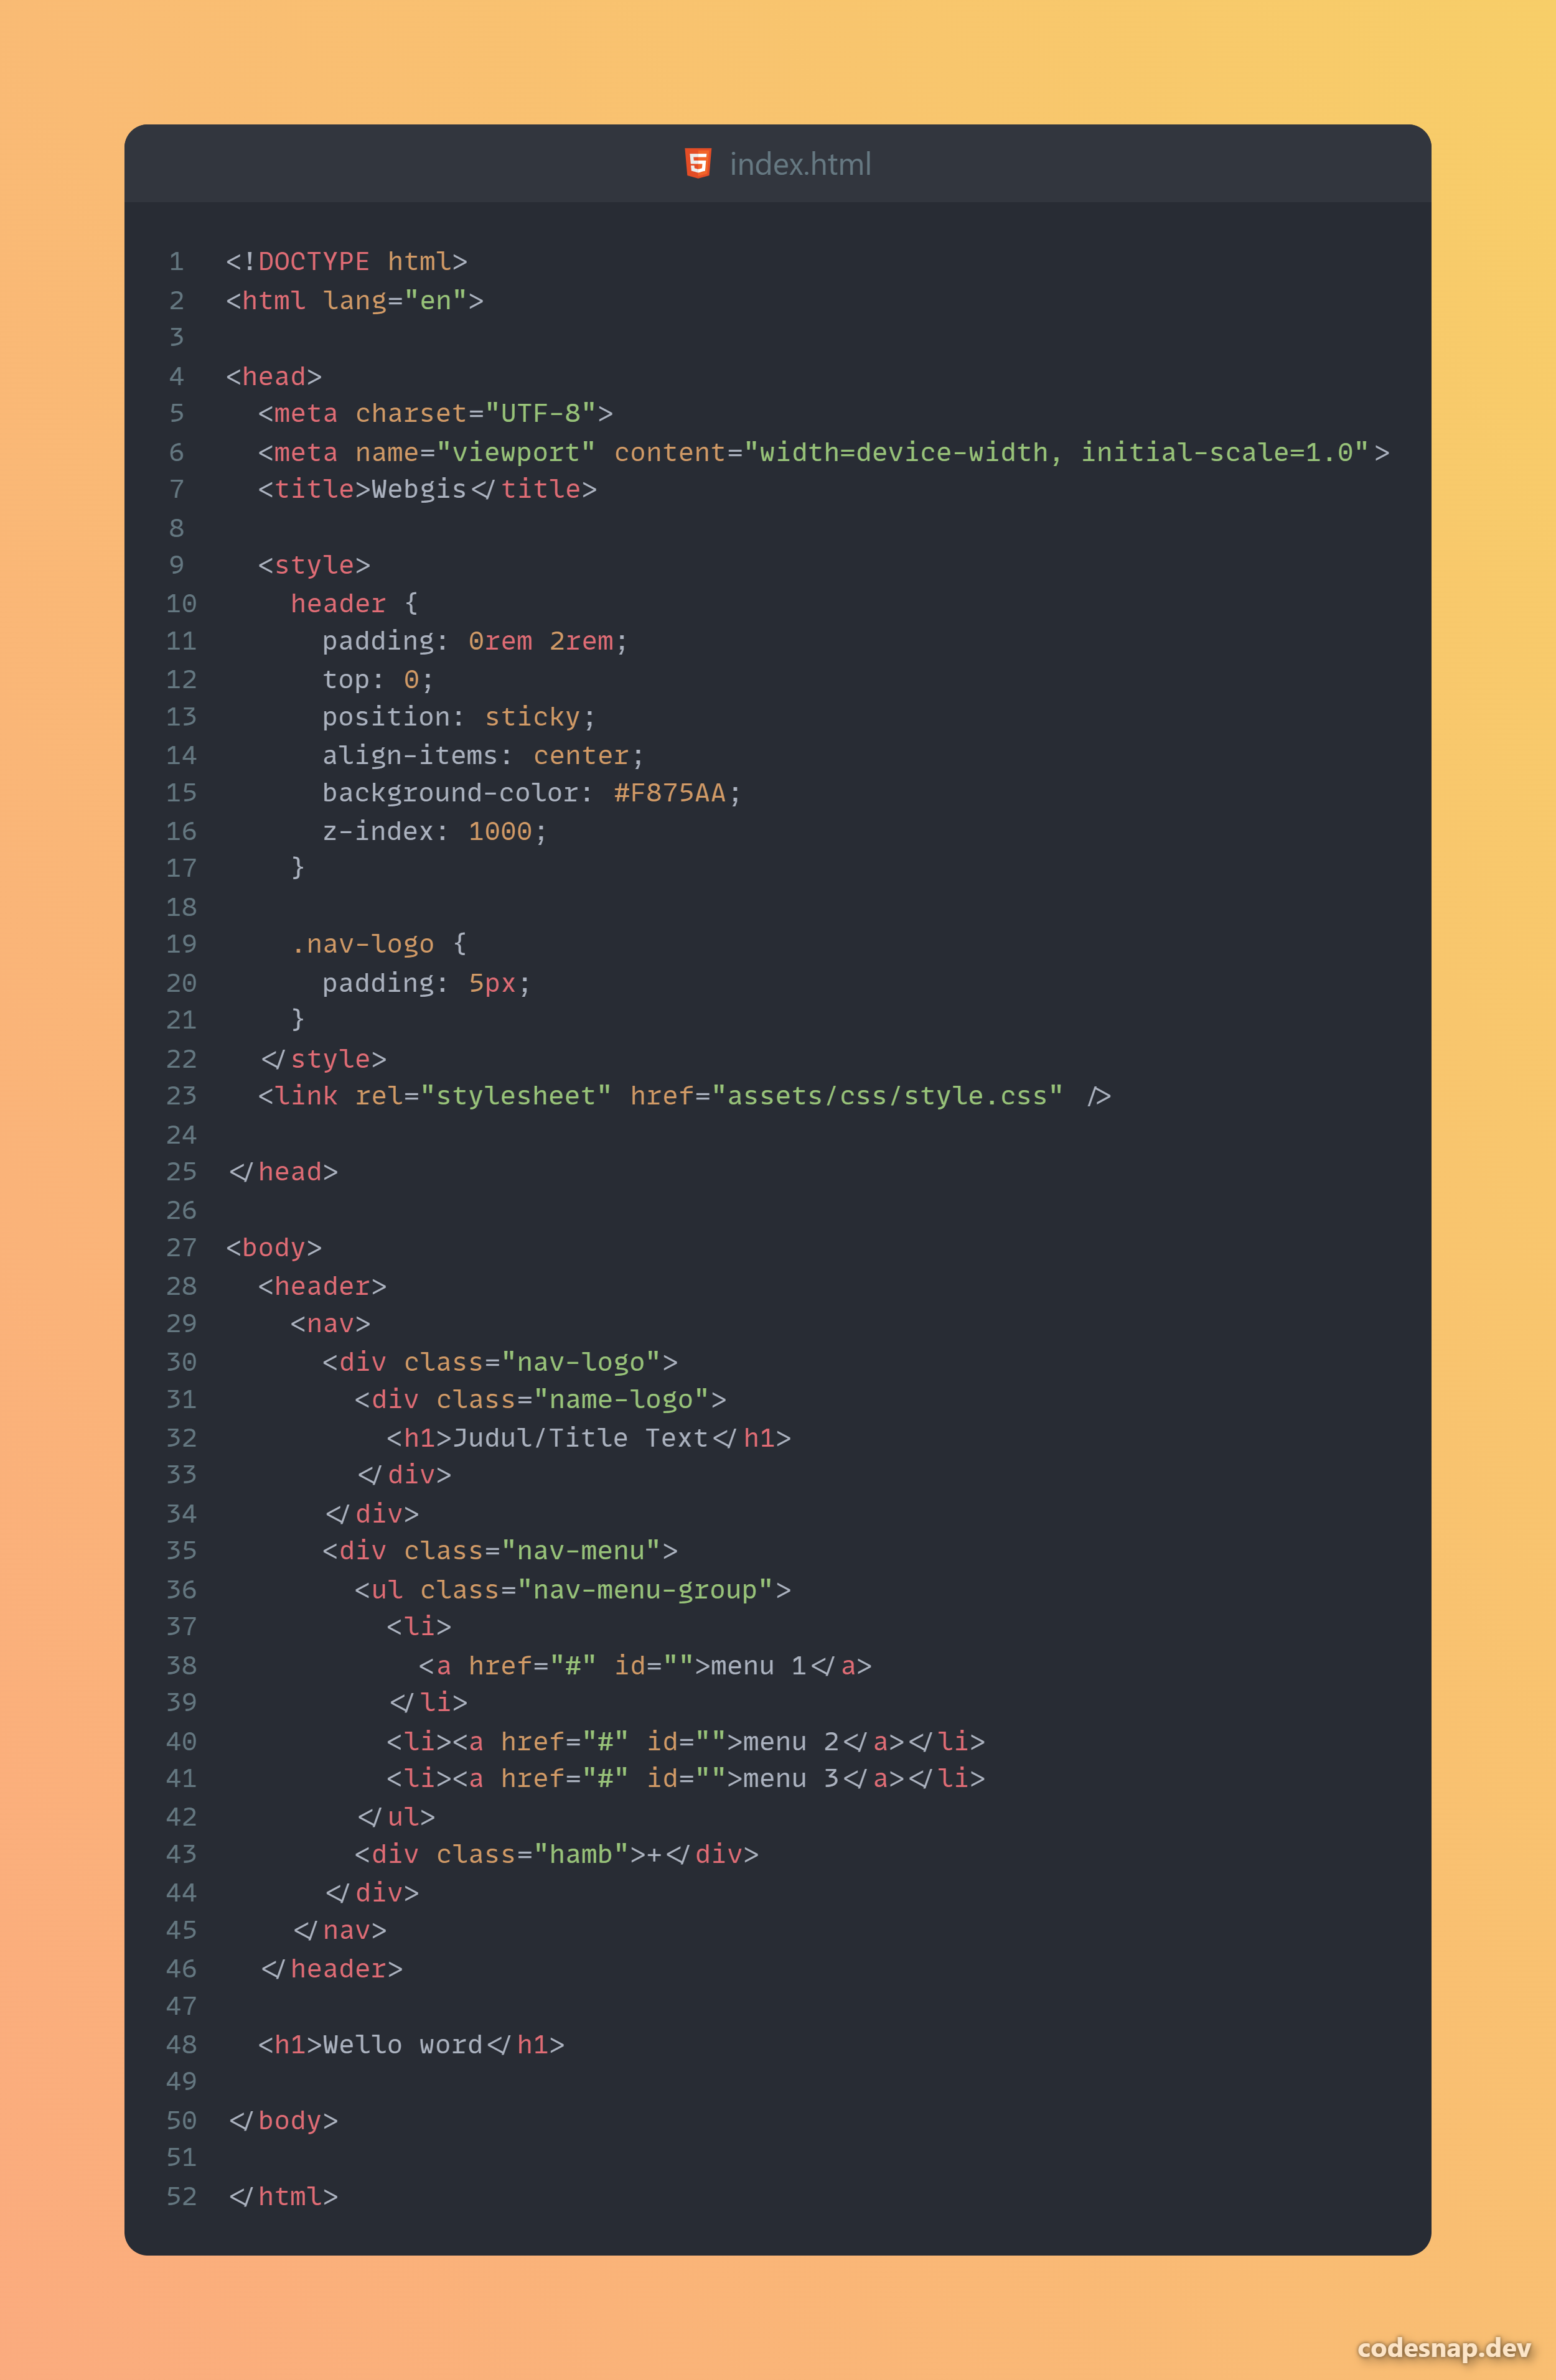 index.html
1 <!DOCTYPE html>
2 <html lang="en">
3
4 <head>
5   <meta charset="UTF-8">
6   <meta name="viewport" content="width=device-width, initial-scale=1.0">
7   <title>Webgis</title>
8
9   <style>
10     header {
11       padding: 0rem 2rem;
12       top: 0;
13       position: sticky;
14       align-items: center;
15       background-color: #F875AA;
16       z-index: 1000;
17     }
18
19     .nav-logo {
20       padding: 5px;
21     }
22   </style>
23   <link rel="stylesheet" href="assets/css/style.css" />
24
25 </head>
26
27 <body>
28   <header>
29     <nav>
30       <div class="nav-logo">
31         <div class="name-logo">
32           <h1>Judul/Title Text</h1>
33         </div>
34       </div>
35       <div class="nav-menu">
36         <ul class="nav-menu-group">
37           <li>
38             <a href="#" id="">menu 1</a>
39           </li>
40           <li><a href="#" id="">menu 2</a></li>
41           <li><a href="#" id="">menu 3</a></li>
42         </ul>
43         <div class="hamb">+</div>
44       </div>
45     </nav>
46   </header>
47
48   <h1>Wello word</h1>
49
50 </body>
51
52 </html>
codesnap.dev